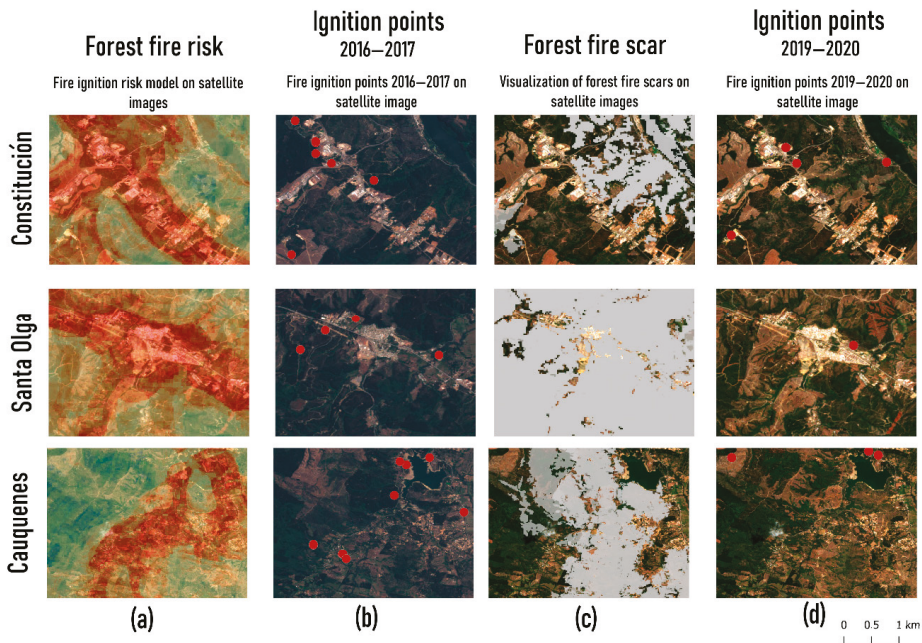 Forest fire risk
Fire ignition risk model on satellite
images
Ignition points
2016–2017
Fire ignition points 2016–2017 on
satellite image
Forest fire scar
Visualization of forest fire scars on
satellite images
Ignition points
2019–2020
Fire ignition points 2019–2020 on
satellite image
Constitución
Santa Olga
Cauquenes
(a)
(b)
(c)
(d)
0 0.5 1 km